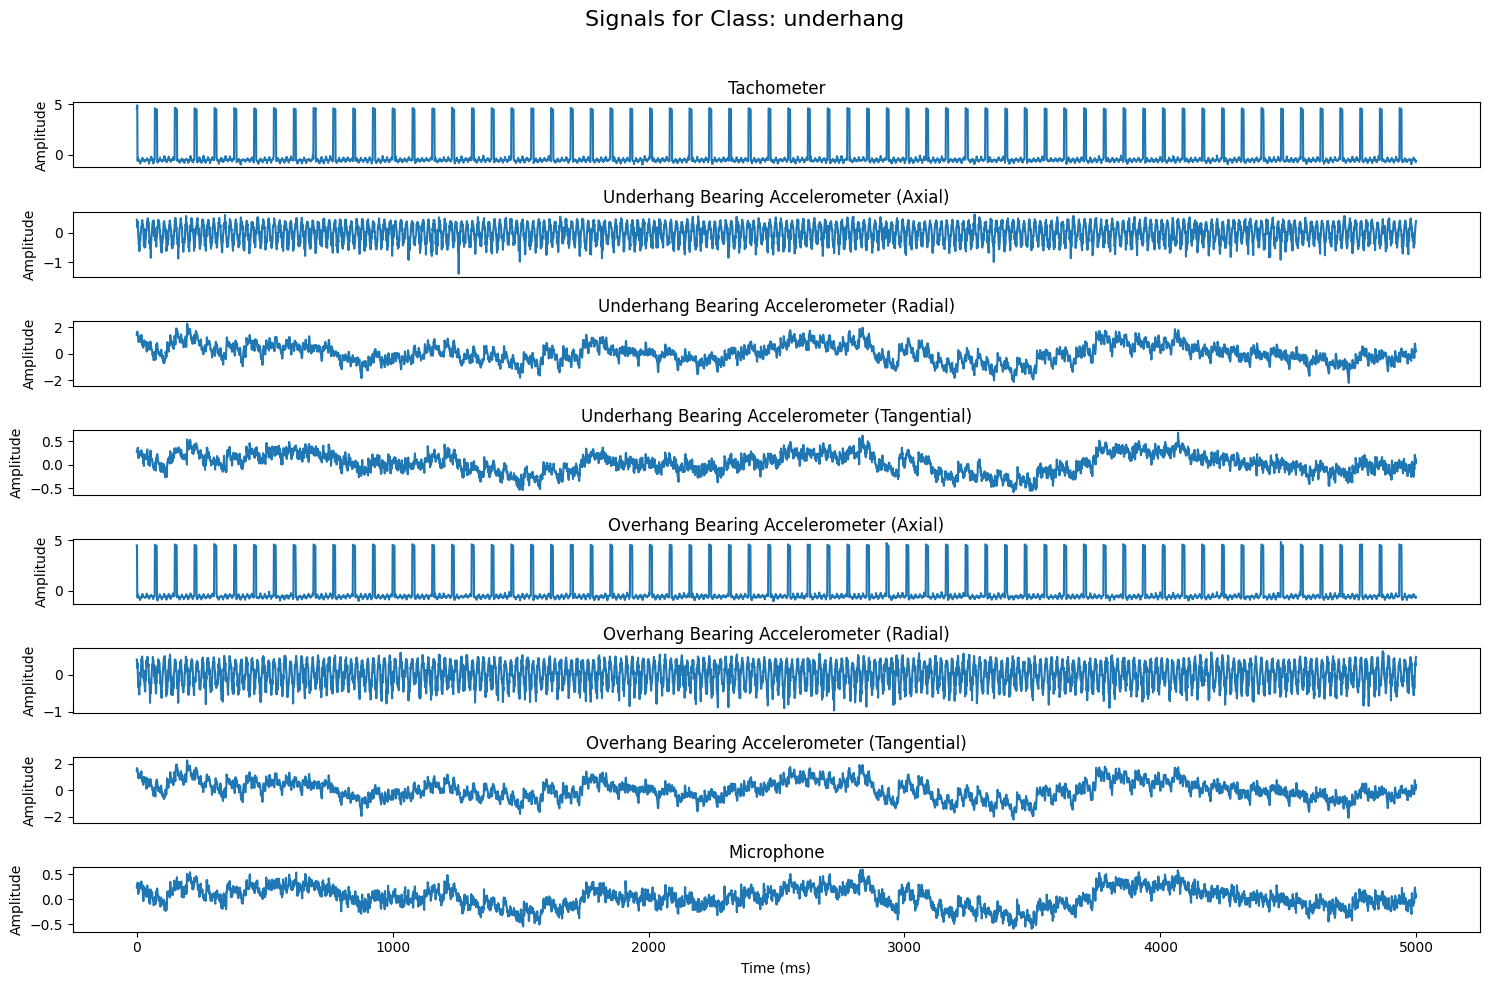 Signals for Class: underhang
Tachometer
Amplitude
5
0
Underhang Bearing Accelerometer (Axial)
Amplitude
0
−1
Underhang Bearing Accelerometer (Radial)
Amplitude
2
0
−2
Underhang Bearing Accelerometer (Tangential)
Amplitude
0.5
0.0
−0.5
Overhang Bearing Accelerometer (Axial)
Amplitude
5
0
Overhang Bearing Accelerometer (Radial)
Amplitude
0
−1
Overhang Bearing Accelerometer (Tangential)
Amplitude
2
0
−2
Microphone
Amplitude
0.5
0.0
−0.5
0 1000 2000 3000 4000 5000
Time (ms)